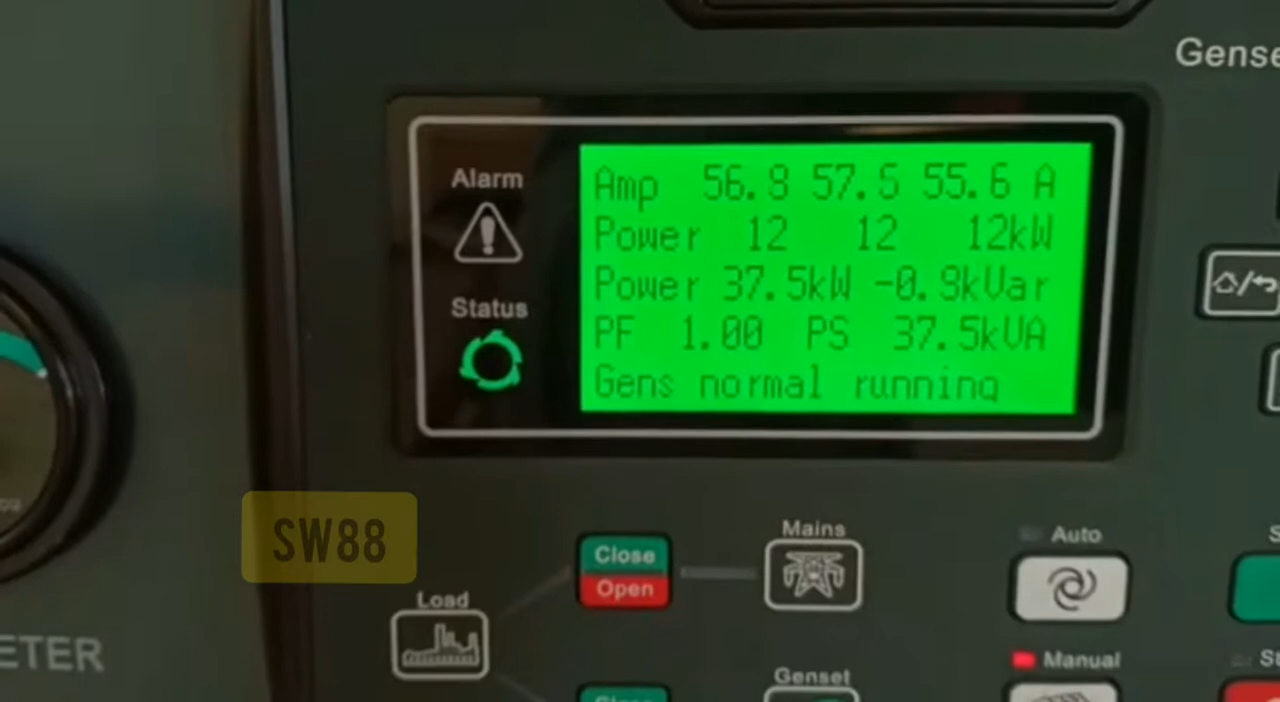 Gense
Alarm
Status
Amp 56.8 57.5 55.6 A
Power 12 12 12kW
Power 37.5kW -0.9kVar
PF 1.00 PS 37.5kVA
Gens normal running
SW88
Close
Open
Mains
Auto
Load
ETER
Manual
Genset
Close